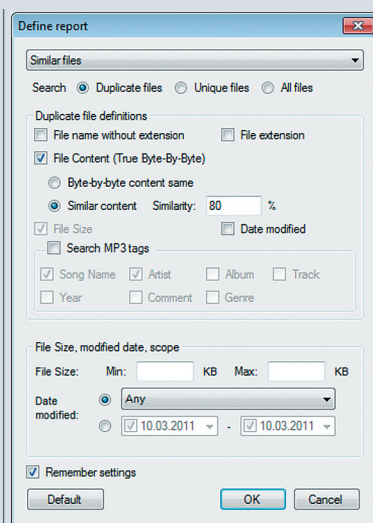 Define report
Similar files
Search Duplicate files Unique files All files
Duplicate file definitions
File name without extension File extension
File Content (True Byte-By-Byte)
Byte-by-byte content same
Similar content Similarity: 80 %
File Size Date modified
Search MP3 tags
Song Name Artist Album Track
Year Comment Genre
File Size, modified date, scope
File Size: Min: KB Max: KB
Date modified: Any
10.03.2011 - 10.03.2011
Remember settings
Default OK Cancel